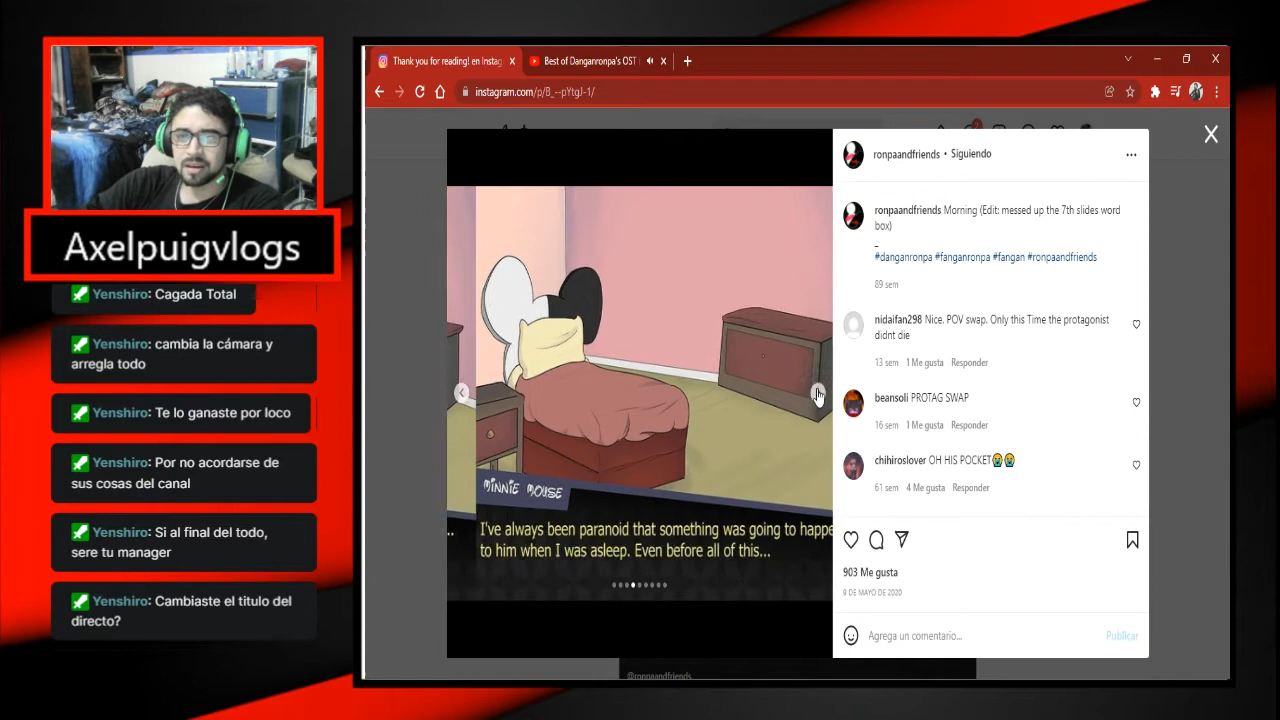 Axelpuigvlogs
Yenshiro: Cagada Total
Yenshiro: cambia la cámara y
arregla todo
Yenshiro: Te lo ganaste por loco
Yenshiro: Por no acordarse de
sus cosas del canal
Yenshiro: Si al final del todo,
sere tu manager
Yenshiro: Cambiaste el titulo del
directo?
Thank you for reading! en Instag
Best of Danganronpa's OST
instagram.com/p/B_--pYtgJ-1/
MINNIE MOUSE
I've always been paranoid that something was going to happe
to him when I was asleep. Even before all of this...
ronpaandfriends • Siguiendo
ronpaandfriends Morning (Edit: messed up the 7th slides word
box)
_
#danganronpa #fanganronpa #fangan #ronpaandfriends
89 sem
nidaifan298 Nice. POV swap. Only this Time the protagonist
didnt die
13 sem 1 Me gusta Responder
beansoli PROTAG SWAP
16 sem 1 Me gusta Responder
chihiroslover OH HIS POCKET😭😭
61 sem 4 Me gusta Responder
903 Me gusta
9 DE MAYO DE 2020
Agrega un comentario... Publicar
@ronpaandfriends